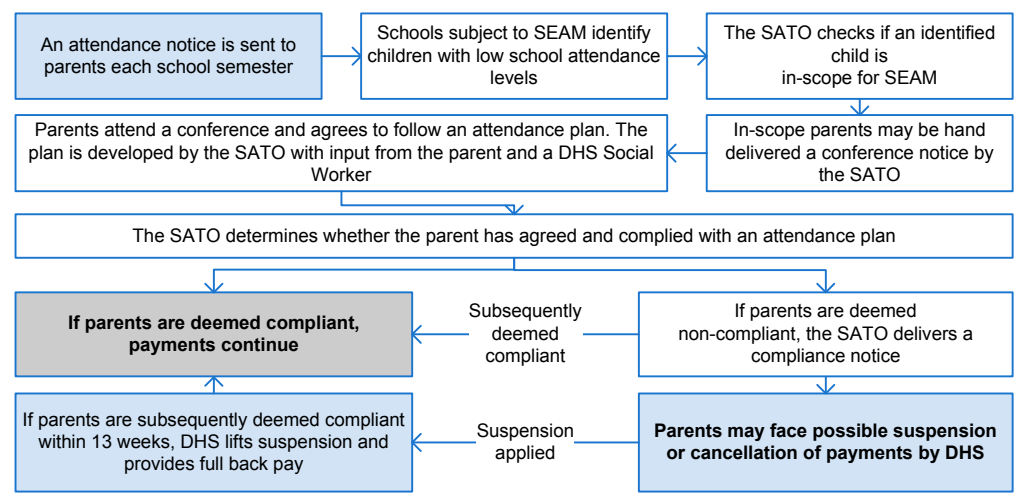 An attendance notice is sent to
parents each school semester
Schools subject to SEAM identify
children with low school attendance
levels
The SATO checks if an identified
child is
in-scope for SEAM
Parents attend a conference and agrees to follow an attendance plan. The
plan is developed by the SATO with input from the parent and a DHS Social
Worker
In-scope parents may be hand
delivered a conference notice by
the SATO
The SATO determines whether the parent has agreed and complied with an attendance plan
If parents are deemed compliant,
payments continue
Subsequently
deemed
compliant
If parents are deemed
non-compliant, the SATO delivers a
compliance notice
If parents are subsequently deemed compliant
within 13 weeks, DHS lifts suspension and
provides full back pay
Suspension
applied
Parents may face possible suspension
or cancellation of payments by DHS